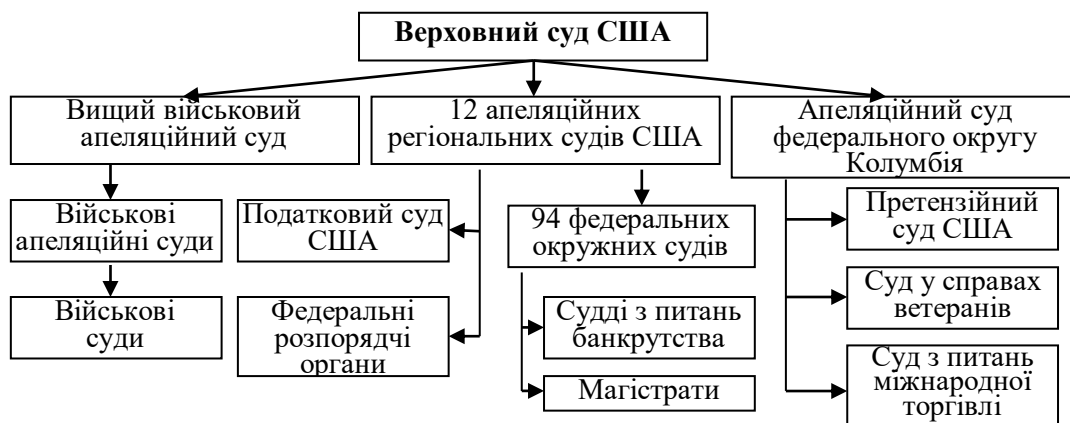 Верховний суд США
Вищий військовий
апеляційний суд
12 апеляційних
регіональних судів США
Апеляційний суд
федерального округу
Колумбія
Військові
апеляційні суди
Податковий суд
США
94 федеральних
окружних судів
Претензійний
суд США
Військові
суди
Федеральні
розпорядчі
органи
Судді з питань
банкрутства
Суд у справах
ветеранів
Магістрати
Суд з питань
міжнародної
торгівлі